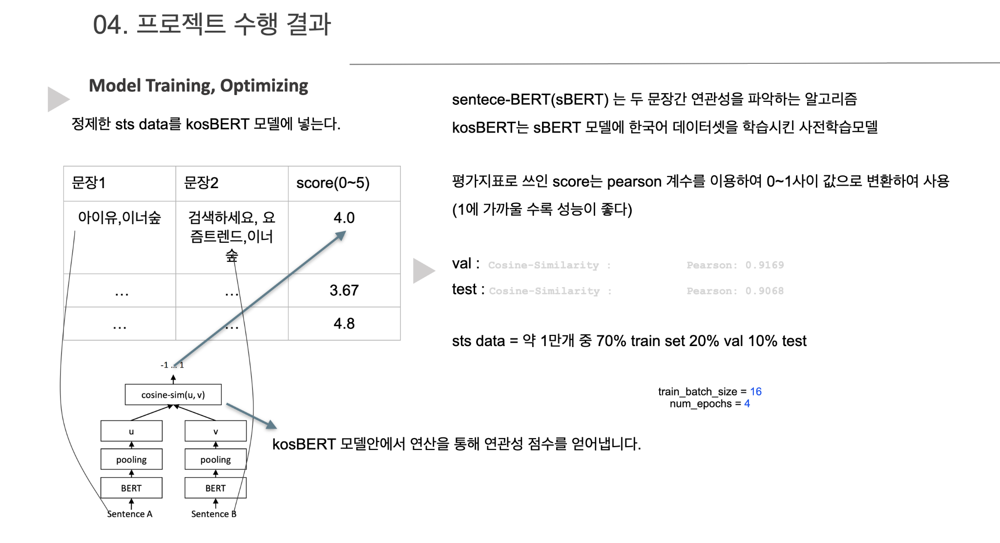 04. 프로젝트 수행 결과
Model Training, Optimizing
정제한 sts data를 kosBERT 모델에 넣는다.
문장1 문장2 score(0~5)
아이유,이너숲 검색하세요, 요 4.0
즘트렌드,이너
숲
... ... 3.67
... ... 4.8
-1 ... 1
cosine-sim(u, v)
u v
pooling pooling
BERT BERT
Sentence A Sentence B
kosBERT 모델안에서 연산을 통해 연관성 점수를 얻어냅니다.
sentece-BERT(sBERT) 는 두 문장간 연관성을 파악하는 알고리즘
kosBERT는 sBERT 모델에 한국어 데이터셋을 학습시킨 사전학습모델
평가지표로 쓰인 score는 pearson 계수를 이용하여 0~1사이 값으로 변환하여 사용
(1에 가까울 수록 성능이 좋다)
val : Cosine-Similarity : Pearson: 0.9169
test : Cosine-Similarity : Pearson: 0.9068
sts data = 약 1만개 중 70% train set 20% val 10% test
train_batch_size = 16
num_epochs = 4